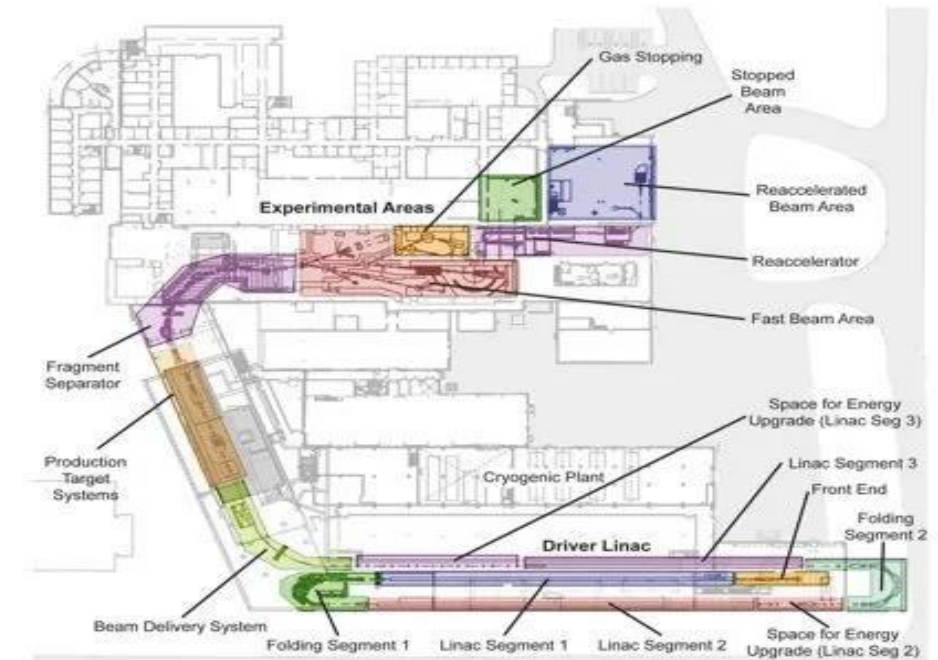 Gas Stopping
Stopped
Beam
Area
Reaccelerated
Beam Area
Experimental Areas
Reaccelerator
Fast Beam Area
Fragment
Separator
Space for Energy
Upgrade (Linac Seg 3)
Production
Target
Systems
Linac Segment 3
Cryogenic Plant
Front End
Folding
Segment 2
Driver Linac
Beam Delivery System
Folding Segment 1
Linac Segment 1
Linac Segment 2
Space for Energy
Upgrade (Linac Seg 2)